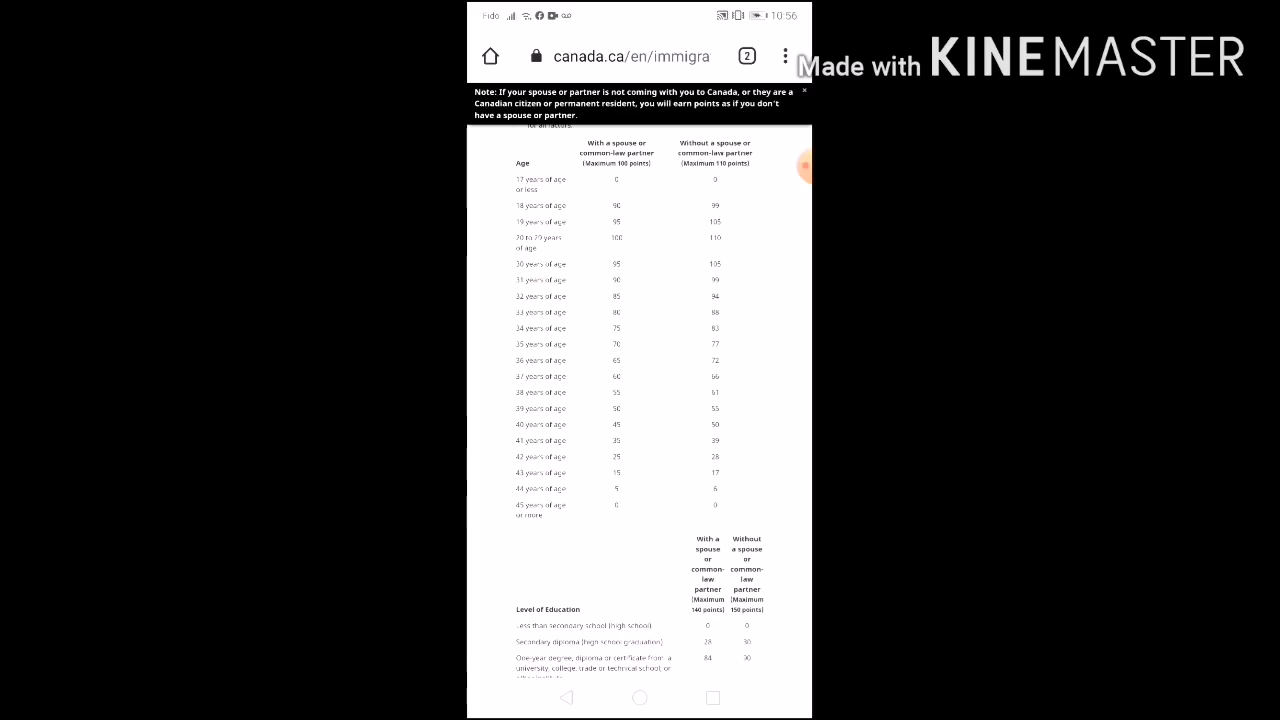 Fido 10:56
canada.ca/en/immigra 2
Made with KINEMASTER
Note: If your spouse or partner is not coming with you to Canada, or they are a
Canadian citizen or permanent resident, you will earn points as if you don't
have a spouse or partner.
for all factors.
With a spouse or Without a spouse or
common-law partner common-law partner
Age (Maximum 100 points) (Maximum 110 points)
17 years of age 0 0
or less
18 years of age 90 99
19 years of age 95 105
20 to 29 years 100 110
of age
30 years of age 95 105
31 years of age 90 99
32 years of age 85 94
33 years of age 80 88
34 years of age 75 83
35 years of age 70 77
36 years of age 65 72
37 years of age 60 66
38 years of age 55 61
39 years of age 50 55
40 years of age 45 50
41 years of age 35 39
42 years of age 25 28
43 years of age 15 17
44 years of age 5 6
45 years of age 0 0
or more
With a Without
spouse a spouse
or or
common- common-
law law
partner partner
(Maximum (Maximum
Level of Education 140 points) 150 points)
Less than secondary school (high school) 0 0
Secondary diploma (high school graduation) 28 30
One-year degree, diploma or certificate from a 84 90
university, college, trade or technical school, or